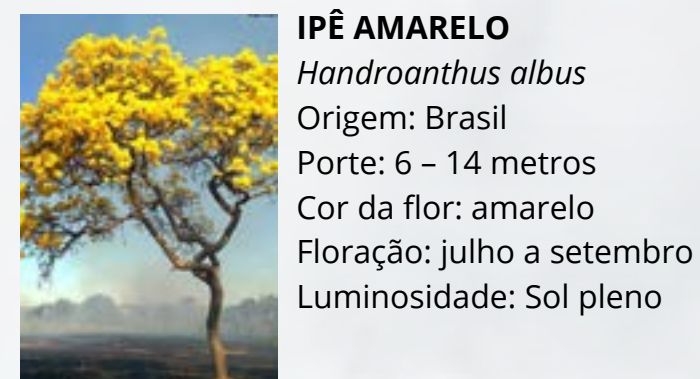 IPÊ AMARELO
Handroanthus albus
Origem: Brasil
Porte: 6 – 14 metros
Cor da flor: amarelo
Floração: julho a setembro
Luminosidade: Sol pleno